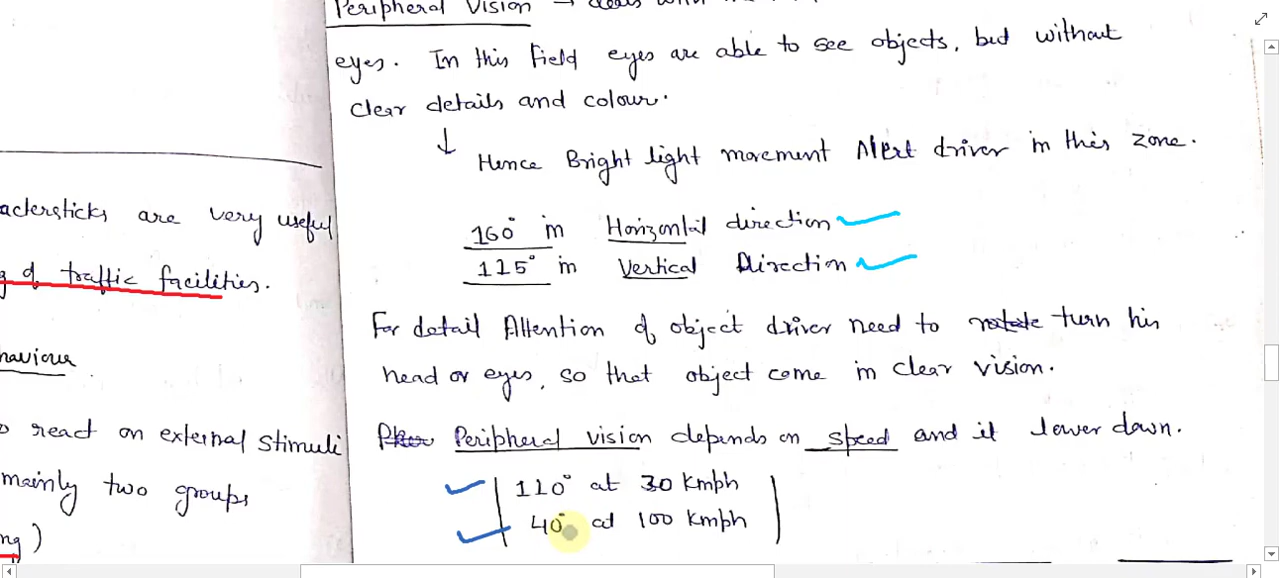 Peripheral Vision →
eyes. In this field eyes are able to see objects, but without
clear details and colour.
↓
Hence Bright light movement Alert driver in this zone.
160° in Horizontal direction
115° in Vertical Direction
For detail Attention of object driver need to rotate turn his
head or eyes, so that object come in clear vision.
Peripheral vision depends on speed and it lower down.
110° at 30 kmph
40° at 100 kmph
actersticks are very useful
g of traffic facilities.
haviour
o react on external stimuli
mainly two groups
ng)